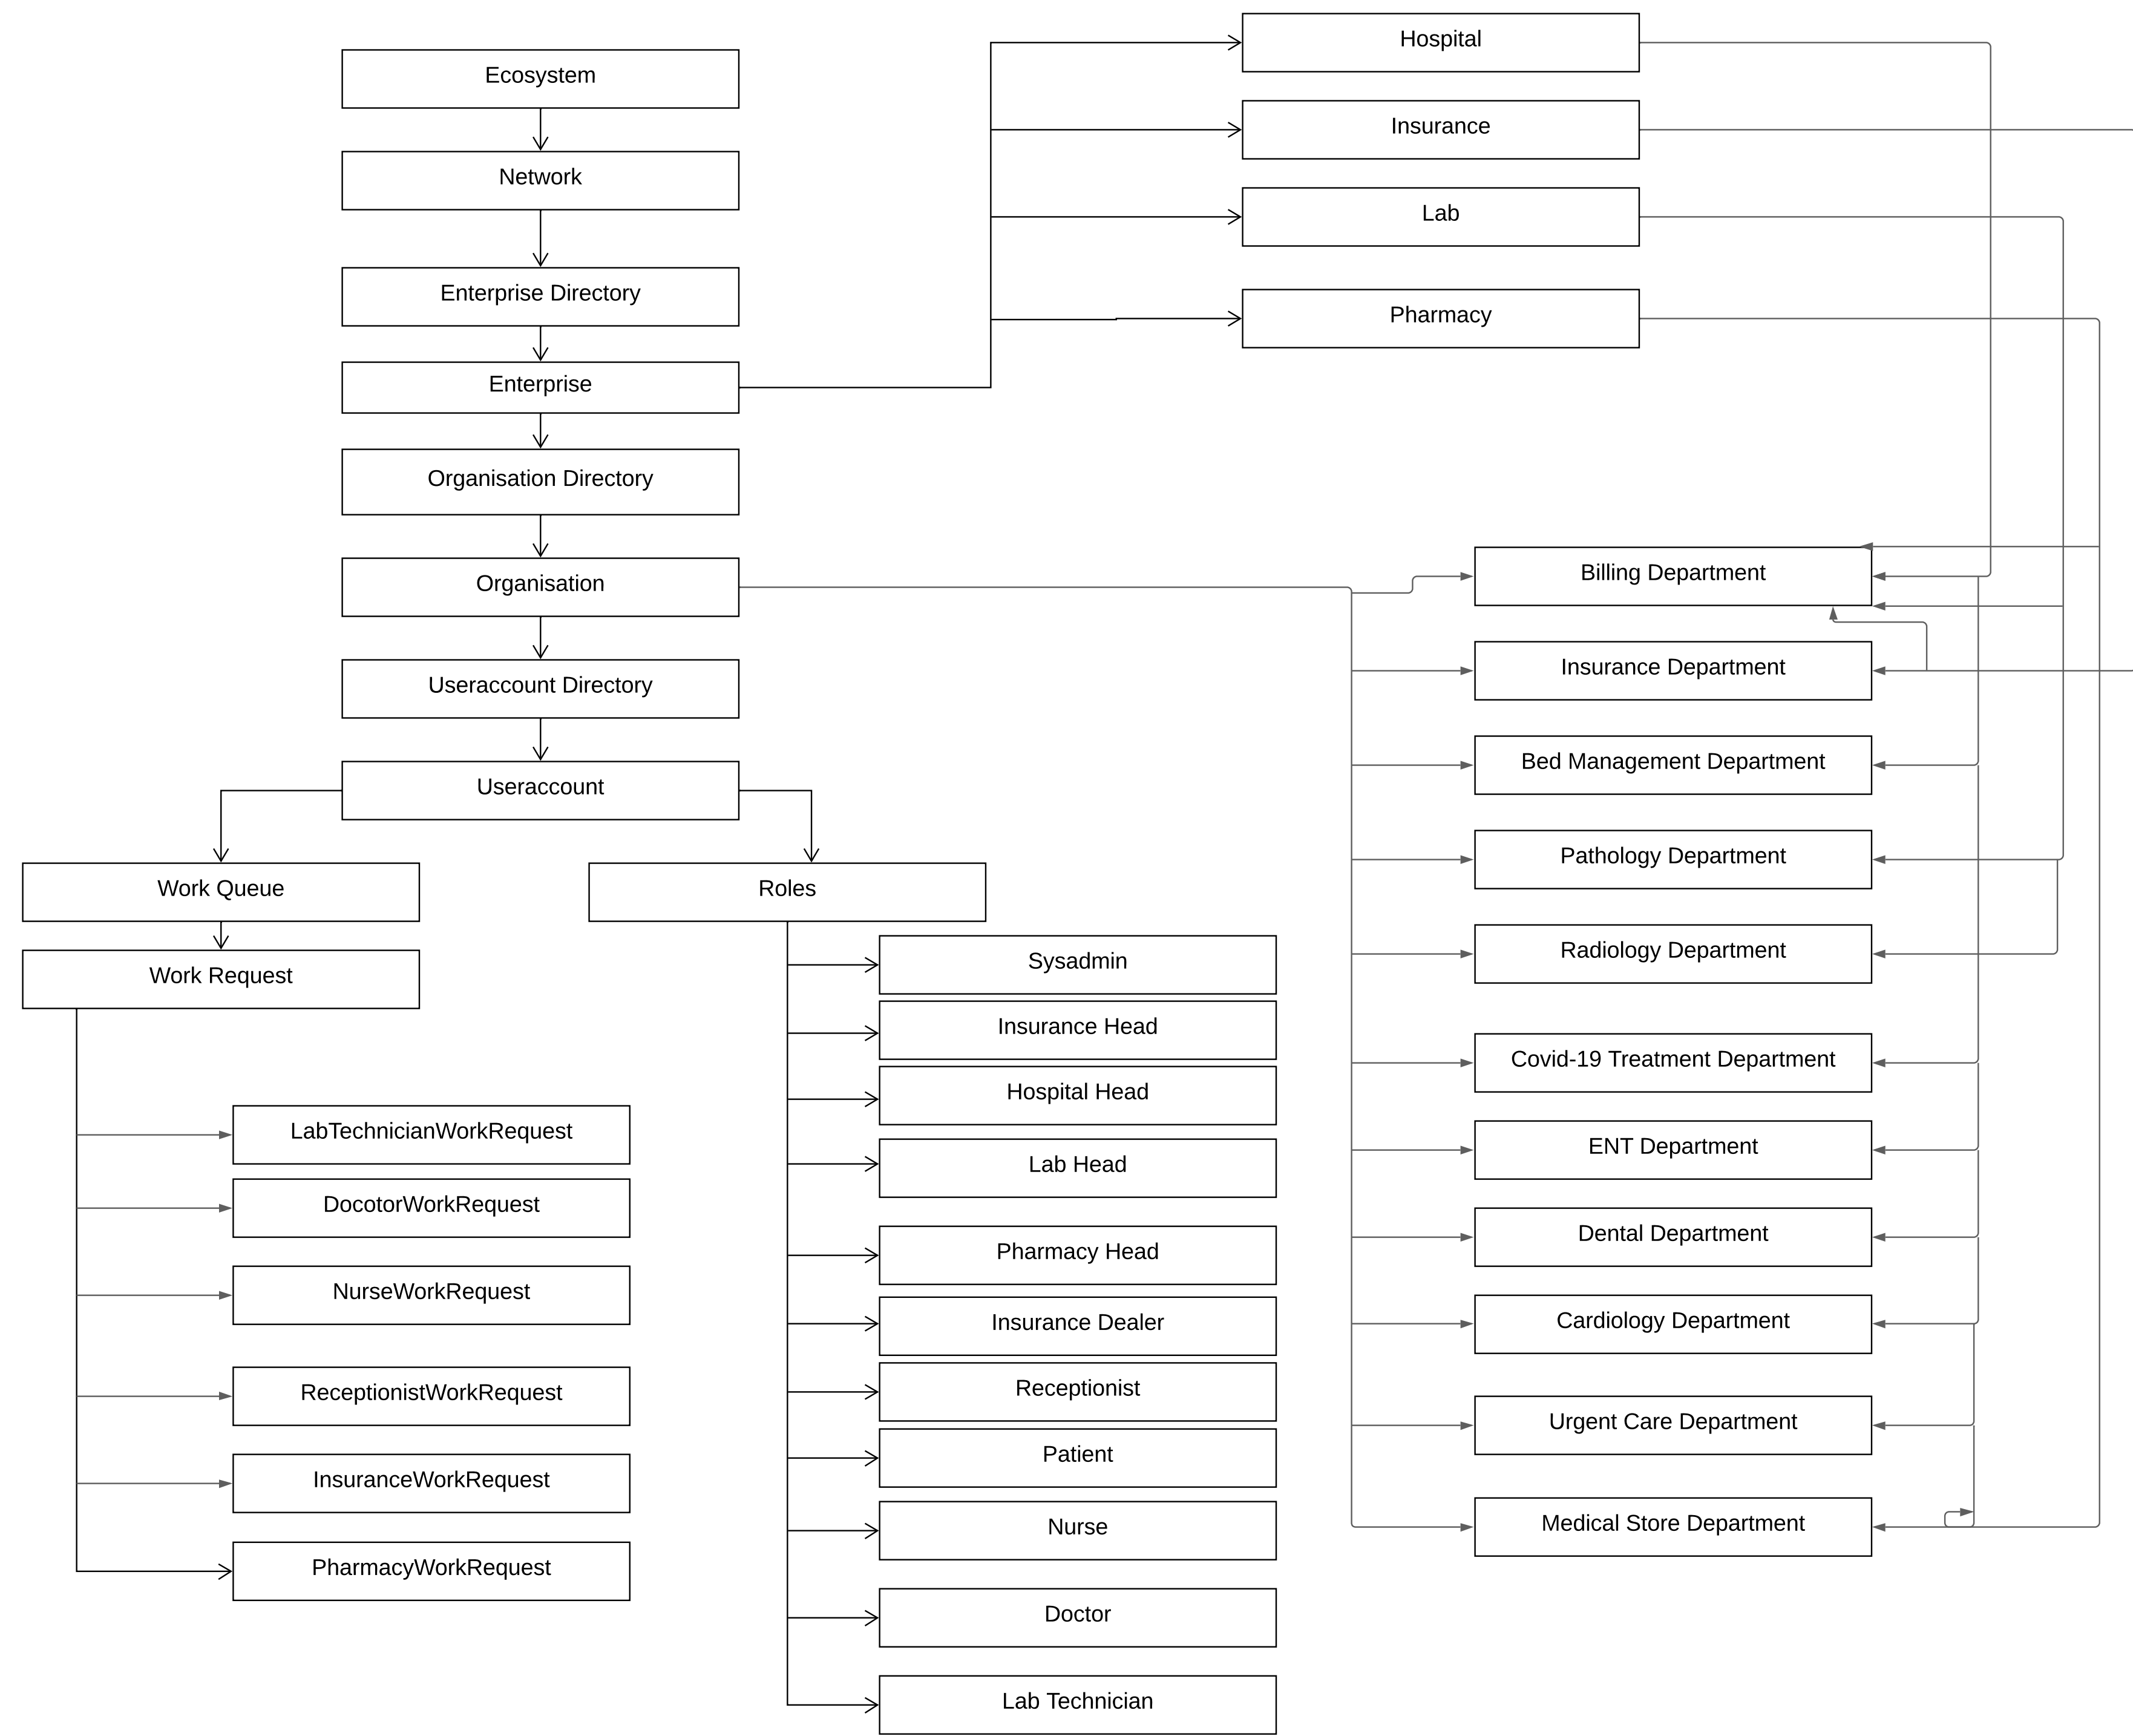 Ecosystem
Network
Enterprise Directory
Enterprise
Organisation Directory
Organisation
Useraccount Directory
Useraccount
Work Queue
Work Request
LabTechnicianWorkRequest
DocotorWorkRequest
NurseWorkRequest
ReceptionistWorkRequest
InsuranceWorkRequest
PharmacyWorkRequest
Roles
Sysadmin
Insurance Head
Hospital Head
Lab Head
Pharmacy Head
Insurance Dealer
Receptionist
Patient
Nurse
Doctor
Lab Technician
Hospital
Insurance
Lab
Pharmacy
Billing Department
Insurance Department
Bed Management Department
Pathology Department
Radiology Department
Covid-19 Treatment Department
ENT Department
Dental Department
Cardiology Department
Urgent Care Department
Medical Store Department